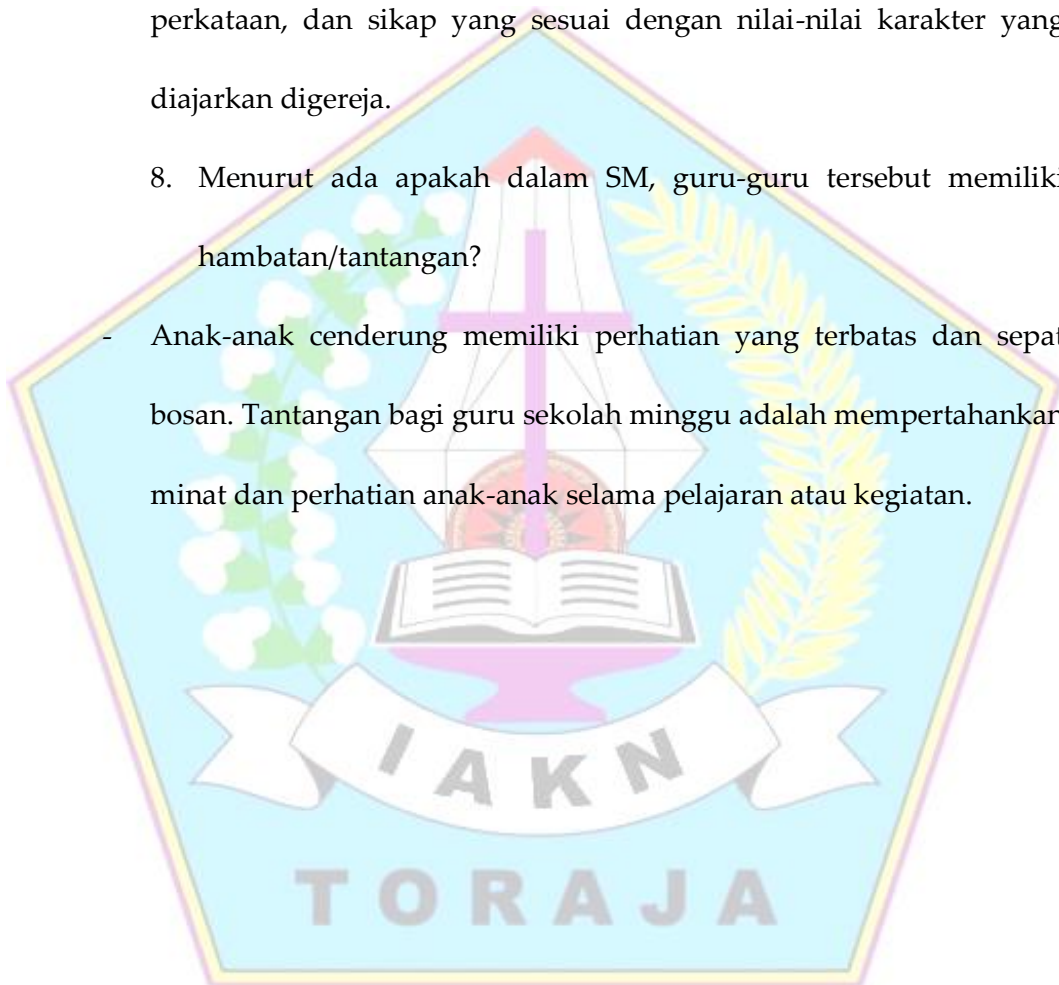 perkataan, dan sikap yang sesuai dengan nilai-nilai karakter yang
diajarkan digereja.
8. Menurut ada apakah dalam SM, guru-guru tersebut memiliki
hambatan/tantangan?
- Anak-anak cenderung memiliki perhatian yang terbatas dan sepat
bosan. Tantangan bagi guru sekolah minggu adalah mempertahankan
minat dan perhatian anak-anak selama pelajaran atau kegiatan.
IAKN
TORAJA